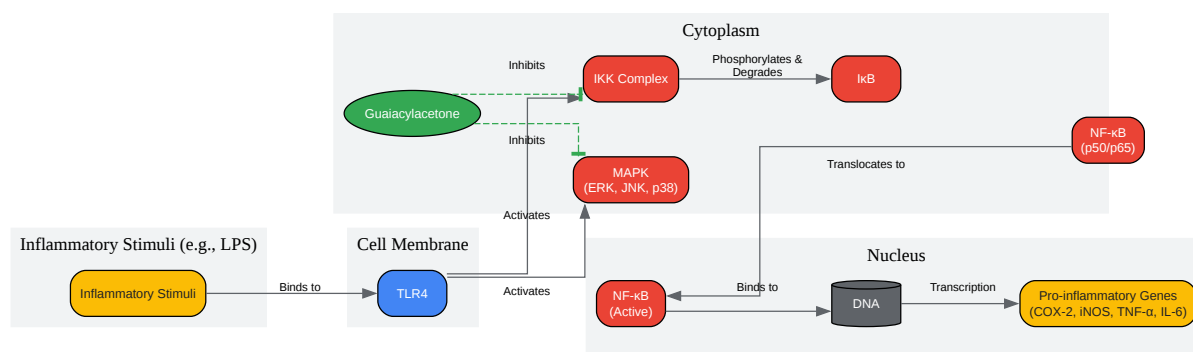 Cytoplasm
Inhibits
IKK Complex
Phosphorylates &
Degrades
IκB
Guaiacylacetone
Inhibits
NF-κB
(p50/p65)
Translocates to
MAPK
(ERK, JNK, p38)
Activates
Inflammatory Stimuli (e.g., LPS)
Cell Membrane
Nucleus
Inflammatory Stimuli
Binds to
TLR4
Activates
NF-κB
(Active)
Binds to
DNA
Transcription
Pro-inflammatory Genes
(COX-2, iNOS, TNF-α, IL-6)